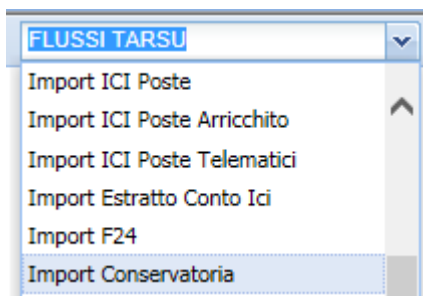 FLUSSI TARSU
Import ICI Poste
Import ICI Poste Arricchito
Import ICI Poste Telematici
Import Estratto Conto Ici
Import F24
Import Conservatoria